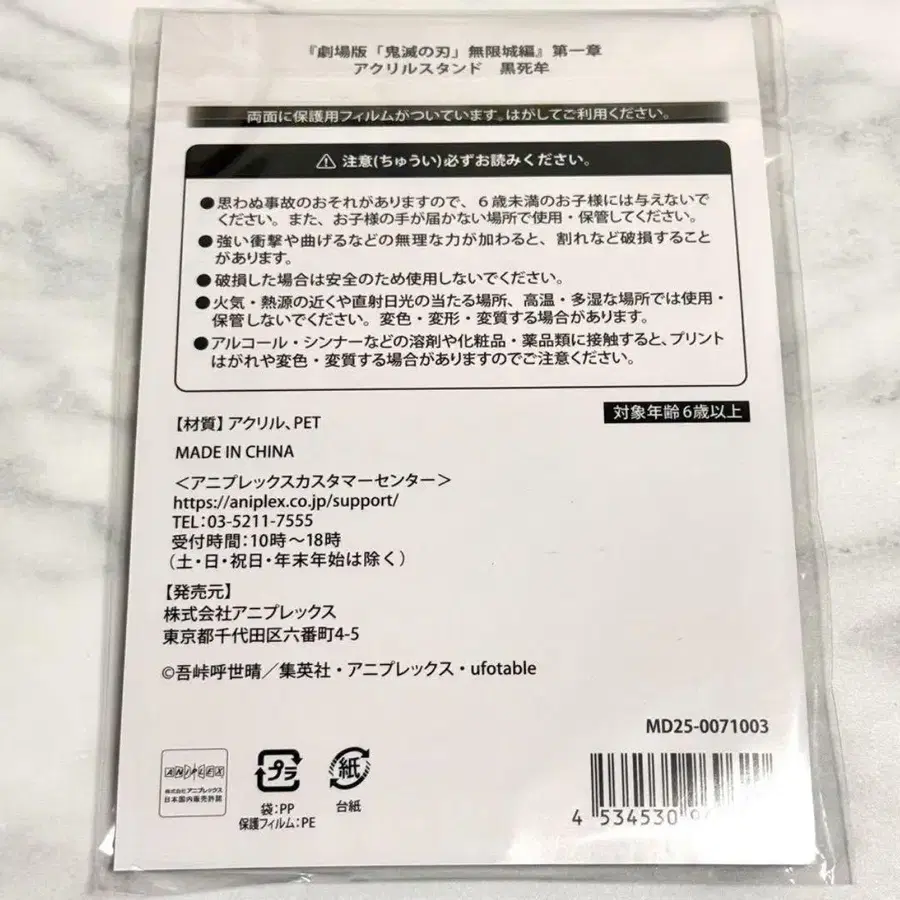 『劇場版「鬼滅の刃」無限城編』第一章
アクリルスタンド　黒死牟
両面に保護用フィルムがついています。はがしてご利用ください。
⚠ 注意(ちゅうい)必ずお読みください。
●思わぬ事故のおそれがありますので、６歳未満のお子様には与えないで
ください。また、お子様の手が届かない場所で使用・保管してください。
●強い衝撃や曲げるなどの無理な力が加わると、割れなど破損すること
があります。
●破損した場合は安全のため使用しないでください。
●火気・熱源の近くや直射日光の当たる場所、高温・多湿な場所では使用・
保管しないでください。変色・変形・変質する場合があります。
●アルコール・シンナーなどの溶剤や化粧品・薬品類に接触すると、プリント
はがれや変色・変質する場合がありますのでご注意ください。
対象年齢6歳以上
【材質】アクリル、PET
MADE IN CHINA
＜アニプレックスカスタマーセンター＞
https://aniplex.co.jp/support/
TEL：03-5211-7555
受付時間：10時～18時
（土・日・祝日・年末年始は除く）
【発売元】
株式会社アニプレックス
東京都千代田区六番町4-5
©吾峠呼世晴／集英社・アニプレックス・ufotable
MD25-0071003
ANIPLEX
株式会社アニプレックス
日本国内販売許諾
プラ
袋：PP
保護フィルム：PE
紙
台紙
4 534530